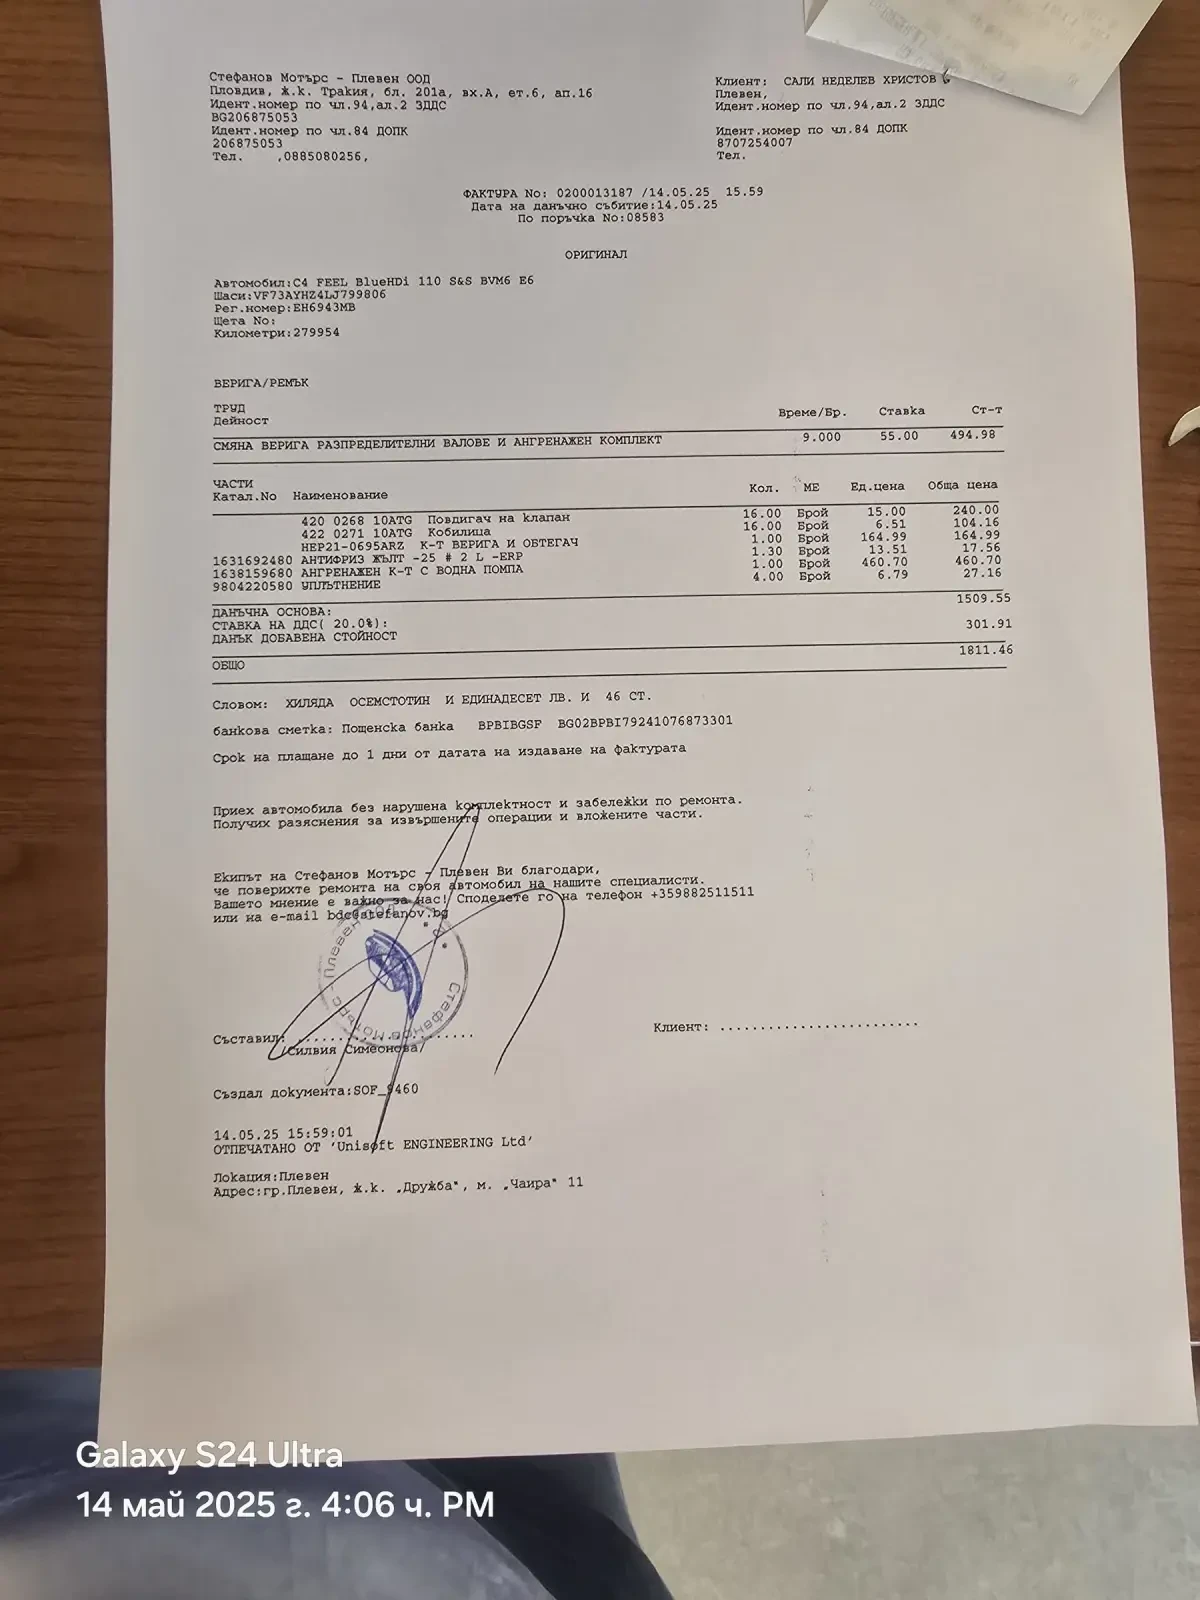 Стефанов Мотърс - Плевен ООД
Пловдив, ж.к. Тракия, бл. 201а, вх.А, ет.6, ап.16
Идент.номер по чл.94,ал.2 ЗДДС
BG206875053
Идент.номер по чл.84 ДОПК
206875053
Тел. ,0885080256,
Клиент: САЛИ НЕДЕЛЕВ ХРИСТОВ
Плевен,
Идент.номер по чл.94,ал.2 ЗДДС
Идент.номер по чл.84 ДОПК
8707254007
Тел.
ФАКТУРА No: 0200013187 /14.05.25 15.59
Дата на данъчно събитие:14.05.25
По поръчка No:08583
ОРИГИНАЛ
Автомобил:C4 FEEL BlueHDi 110 S&S BVM6 E6
Шаси:VF73AYHZ4LJ799806
Рег.номер:ЕН6943МВ
Щета No:
Километри:279954
ВЕРИГА/РЕМЪК
ТРУД
Дейност Време/Бр. Ставка Ст-т
СМЯНА ВЕРИГА РАЗПРЕДЕЛИТЕЛНИ ВАЛОВЕ И АНГРЕНАЖЕН КОМПЛЕКТ 9.000 55.00 494.98
ЧАСТИ
Катал.No Наименование Кол. МЕ Ед.цена Обща цена
420 0268 10ATG Повдигач на клапан 16.00 Брой 15.00 240.00
422 0271 10ATG Кобилица 16.00 Брой 6.51 104.16
HEP21-0695ARZ К-Т ВЕРИГА И ОБТЕГАЧ 1.00 Брой 164.99 164.99
1631692480 АНТИФРИЗ ЖЪЛТ -25 # 2 L -ERP 1.30 Брой 13.51 17.56
1638159680 АНГРЕНАЖЕН К-Т С ВОДНА ПОМПА 1.00 Брой 460.70 460.70
9804220580 УПЛЪТНЕНИЕ 4.00 Брой 6.79 27.16
ДАНЪЧНА ОСНОВА: 1509.55
СТАВКА НА ДДС( 20.0%):
ДАНЪК ДОБАВЕНА СТОЙНОСТ 301.91
ОБЩО 1811.46
Словом: ХИЛЯДА ОСЕМСТОТИН И ЕДИНАДЕСЕТ ЛВ. И 46 СТ.
банкова сметка: Пощенска банка BPBIBGSF BG02BPBI79241076873301
Срок на плащане до 1 дни от датата на издаване на фактурата
Приех автомобила без нарушена комплектност и забележки по ремонта.
Получих разяснения за извършените операции и вложените части.
Екипът на Стефанов Мотърс - Плевен Ви благодари,
че поверихте ремонта на своя автомобил на нашите специалисти.
Вашето мнение е важно за нас! Споделете го на телефон +359882511511
или на e-mail bdc@stefanov.bg
Стефанов Мотърс - Плевен ООД
Съставил: ......................
/Силвия Симеонова/
Клиент: .........................
Създал документа:SOF_9460
14.05.25 15:59:01
ОТПЕЧАТАНО ОТ 'Unisoft ENGINEERING Ltd'
Локация:Плевен
Адрес:гр.Плевен, ж.к. „Дружба", м. „Чаира" 11
Galaxy S24 Ultra
14 май 2025 г. 4:06 ч. PM